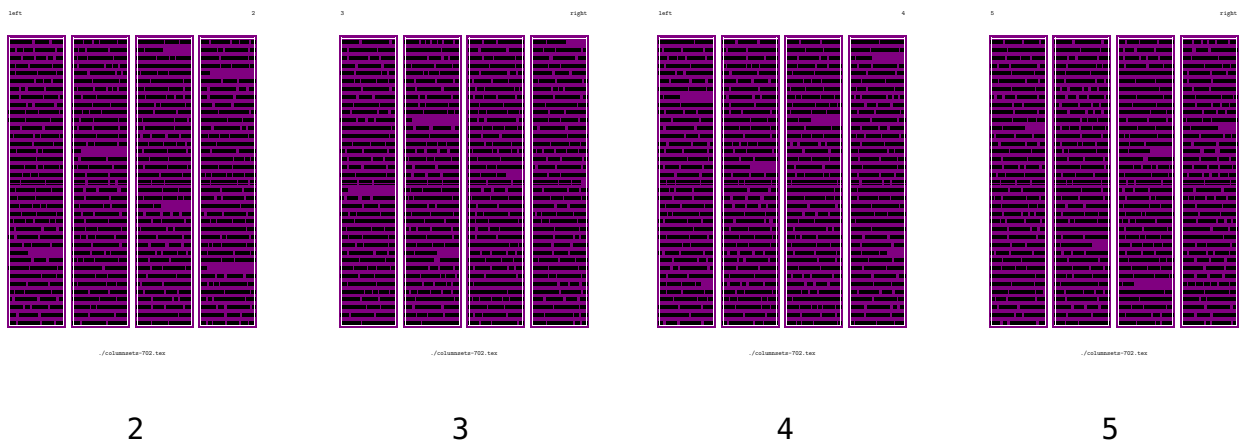 left 2 3 right left 4 5 right
./columnsets-702.tex ./columnsets-702.tex ./columnsets-702.tex ./columnsets-702.tex
2 3 4 5